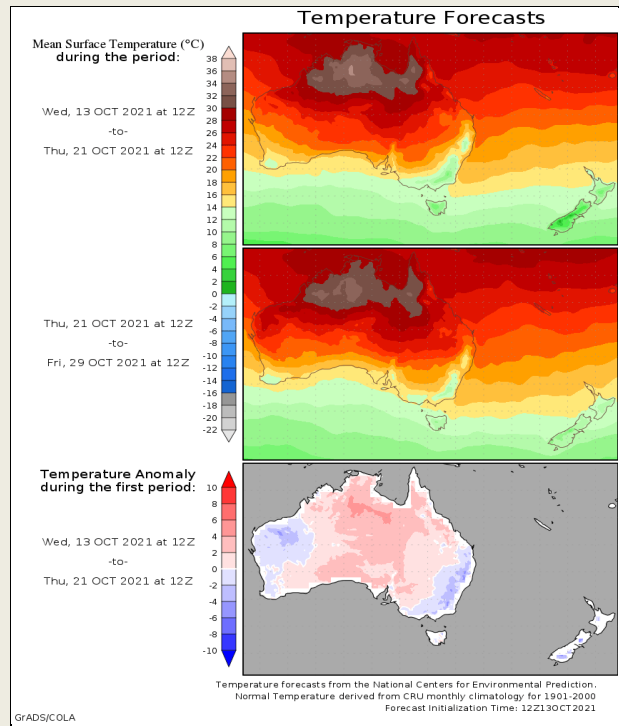 Temperature Forecasts
Mean Surface Temperature (°C)
during the period:
Wed, 13 OCT 2021 at 12Z
-to-
Thu, 21 OCT 2021 at 12Z
38
36
34
32
30
28
26
24
22
20
18
16
14
12
10
8
6
4
2
0
-2
-4
-6
-8
-10
-12
-14
-16
-18
-20
-22
Thu, 21 OCT 2021 at 12Z
-to-
Fri, 29 OCT 2021 at 12Z
Temperature Anomaly
during the first period:
Wed, 13 OCT 2021 at 12Z
-to-
Thu, 21 OCT 2021 at 12Z
10
8
6
4
2
0
-2
-4
-6
-8
-10
Temperature forecasts from the National Centers for Environmental Prediction.
Normal Temperature derived from CRU monthly climatology for 1901-2000
Forecast Initialization Time: 12Z13OCT2021
GrADS/COLA